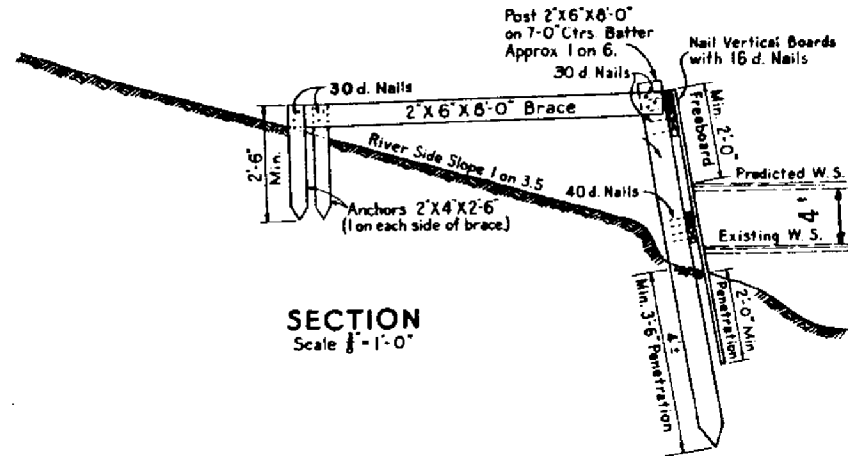 Post 2"X6"X8'-0"
on 7'-0" Ctrs. Batter
Approx 1 on 6.
30 d. Nails
Nail Vertical Boards
with 16 d. Nails
30 d. Nails
2"X6"X8'-0" Brace
Min. 2'-0"
Freeboard
2'-6"
Min.
River Side Slope 1 on 3.5
Predicted W. S.
40 d. Nails
4'±
Anchors 2"X4"X2'-6"
(1 on each side of brace.)
Existing W. S.
SECTION
Scale ⅜"-1'-0"
Min. 3'-6" Penetration
4'±
2'-0" Min
Penetration